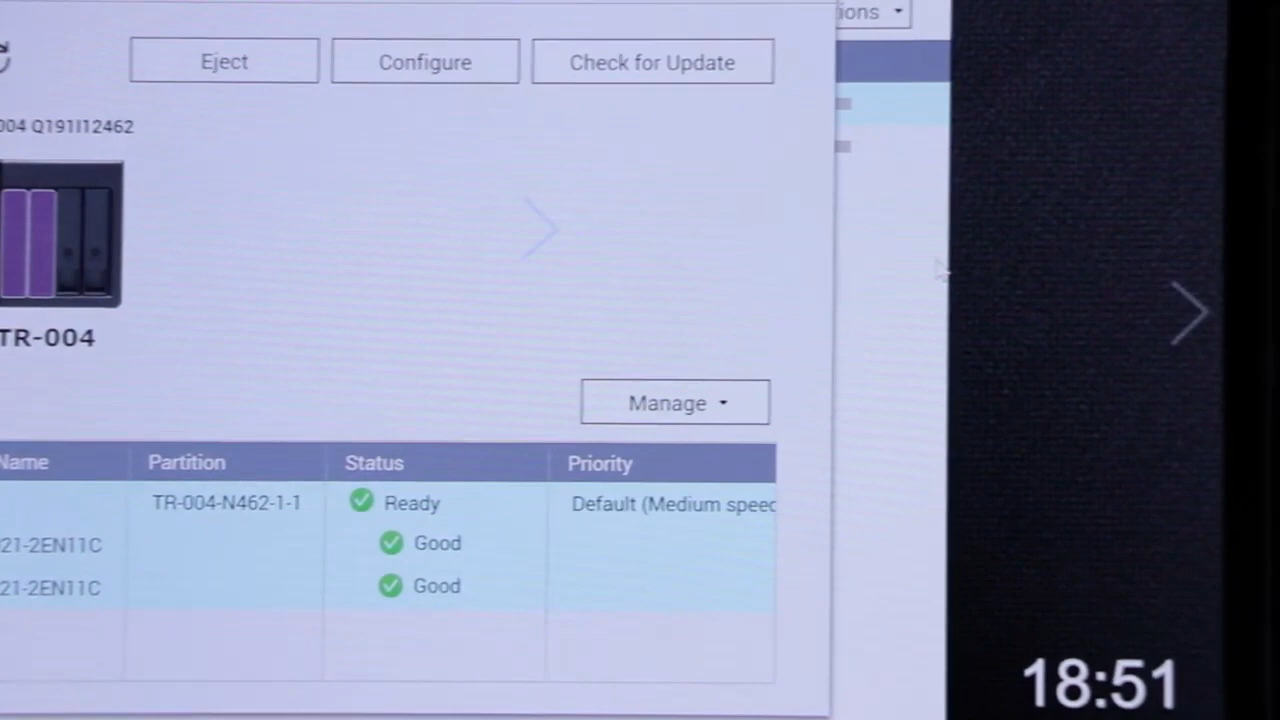 ions
Eject Configure Check for Update
004 Q191I12462
TR-004
Manage
Name Partition Status Priority
TR-004-N462-1-1 Ready Default (Medium speed
21-2EN11C Good
21-2EN11C Good
18:51